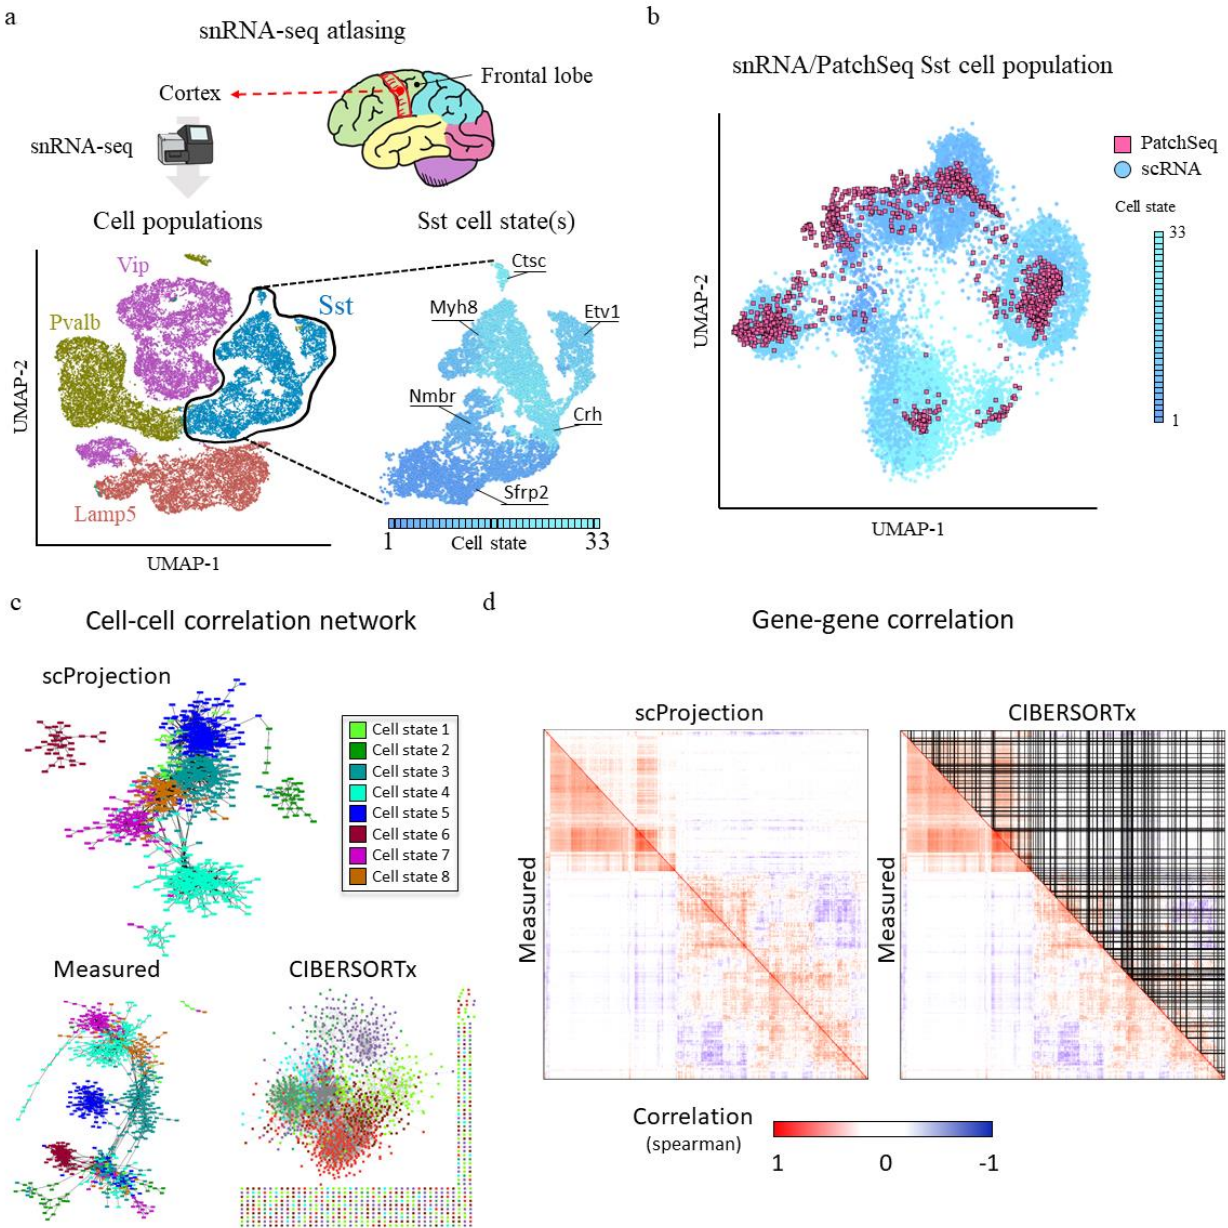 a
snRNA-seq atlasing
Frontal lobe
Cortex
snRNA-seq
Cell populations
Sst cell state(s)
Vip
Sst
Pvalb
Lamp5
UMAP-2
UMAP-1
Ctsc
Myh8
Etv1
Nmbr
Crh
Sfrp2
1
Cell state
33
b
snRNA/PatchSeq Sst cell population
PatchSeq
scRNA
Cell state
33
1
UMAP-2
UMAP-1
c
Cell-cell correlation network
scProjection
Cell state 1
Cell state 2
Cell state 3
Cell state 4
Cell state 5
Cell state 6
Cell state 7
Cell state 8
Measured
CIBERSORTx
d
Gene-gene correlation
scProjection
CIBERSORTx
Measured
Measured
Correlation
(spearman)
1
0
-1